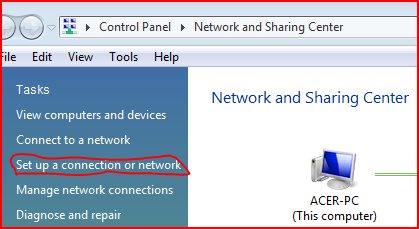 Control Panel Network and Sharing Center
File Edit View Tools Help
Tasks
View computers and devices
Connect to a network
Set up a connection or network
Manage network connections
Diagnose and repair
Network and Sharing Center
ACER-PC
(This computer)